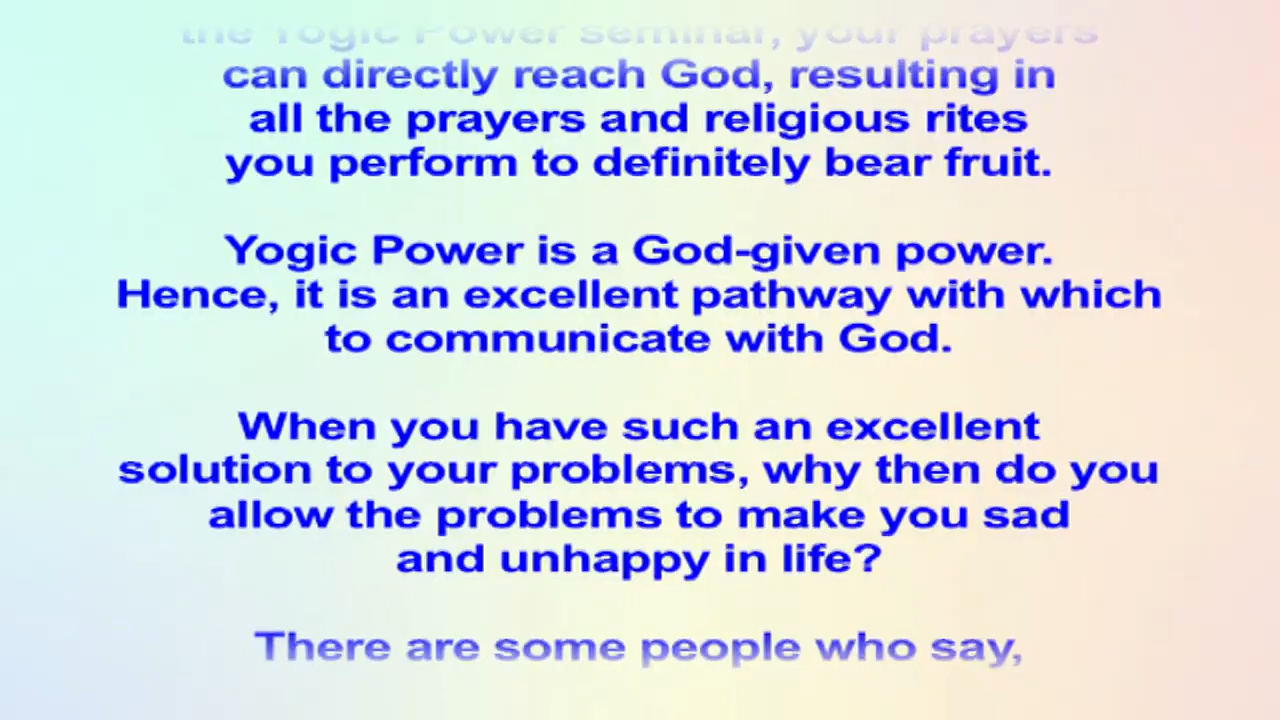 the Yogic Power seminar, your prayers
can directly reach God, resulting in
all the prayers and religious rites
you perform to definitely bear fruit.
Yogic Power is a God-given power.
Hence, it is an excellent pathway with which
to communicate with God.
When you have such an excellent
solution to your problems, why then do you
allow the problems to make you sad
and unhappy in life?
There are some people who say,